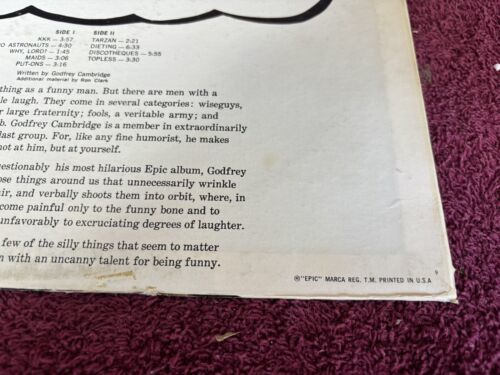 SIDE I
KKK — 3:57
O ASTRONAUTS — 4:30
WHY, LORD? — 1:45
MAIDS — 3:06
PUT-ONS — 3:16
SIDE II
TARZAN — 2:21
DIETING — 6:33
DISCOTHEQUES — 5:55
TOPLESS — 3:30
Written by Godfrey Cambridge
Additional material by Ron Clark
thing as a funny man. But there are men with a
le laugh. They come in several categories: wiseguys,
r large fraternity; fools, a veritable army; and
b. Godfrey Cambridge is a member in extraordinarily
last group. For, like any fine humorist, he makes
not at him, but at yourself.
estionably his most hilarious Epic album, Godfrey
ose things around us that unnecessarily wrinkle
air, and verbally shoots them into orbit, where, in
come painful only to the funny bone and to
unfavorably to excruciating degrees of laughter.
few of the silly things that seem to matter
n with an uncanny talent for being funny.
®"EPIC" MARCA REG. T.M. PRINTED IN U.S.A
9